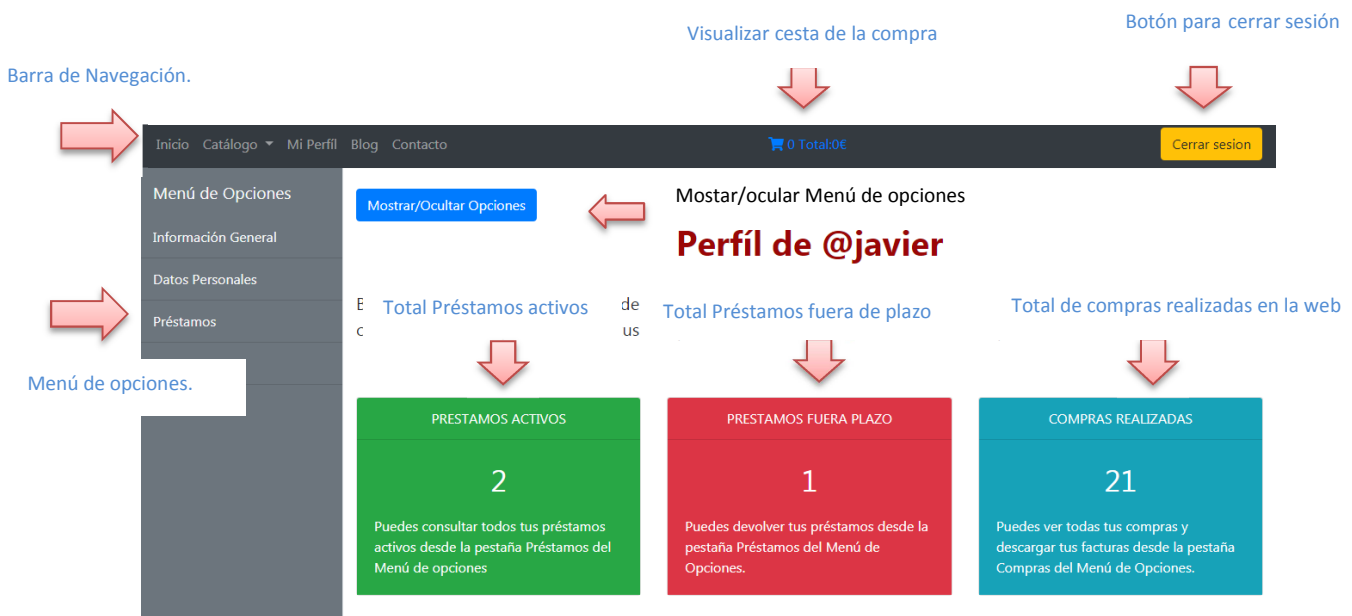 Botón para cerrar sesión
Visualizar cesta de la compra
Barra de Navegación.
Inicio Catálogo Mi Perfíl Blog Contacto
0 Total:0€
Cerrar sesion
Menú de Opciones
Mostrar/Ocultar Opciones
Mostar/ocular Menú de opciones
Información General
Perfíl de @javier
Datos Personales
Préstamos
Total Préstamos activos
de
us
Total Préstamos fuera de plazo
Total de compras realizadas en la web
Menú de opciones.
PRESTAMOS ACTIVOS
2
Puedes consultar todos tus préstamos
activos desde la pestaña Préstamos del
Menú de opciones
PRESTAMOS FUERA PLAZO
1
Puedes devolver tus préstamos desde la
pestaña Préstamos del Menú de
Opciones.
COMPRAS REALIZADAS
21
Puedes ver todas tus compras y
descargar tus facturas desde la pestaña
Compras del Menú de Opciones.